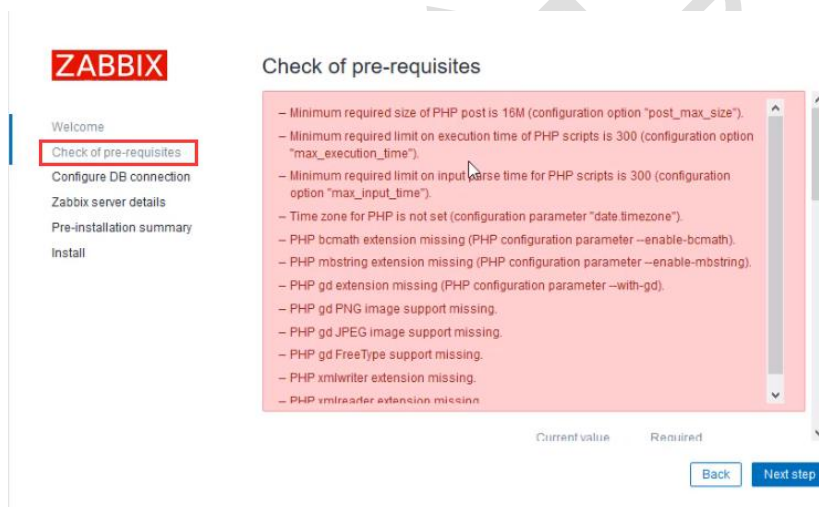 ZABBIX
Welcome
Check of pre-requisites
Configure DB connection
Zabbix server details
Pre-installation summary
Install
Check of pre-requisites
– Minimum required size of PHP post is 16M (configuration option "post_max_size").
– Minimum required limit on execution time of PHP scripts is 300 (configuration option
"max_execution_time").
– Minimum required limit on input parse time for PHP scripts is 300 (configuration
option "max_input_time").
– Time zone for PHP is not set (configuration parameter "date.timezone").
– PHP bcmath extension missing (PHP configuration parameter --enable-bcmath).
– PHP mbstring extension missing (PHP configuration parameter --enable-mbstring).
– PHP gd extension missing (PHP configuration parameter --with-gd).
– PHP gd PNG image support missing.
– PHP gd JPEG image support missing.
– PHP gd FreeType support missing.
– PHP xmlwriter extension missing.
– PHP xmlreader extension missing
Current value Required
Back Next step